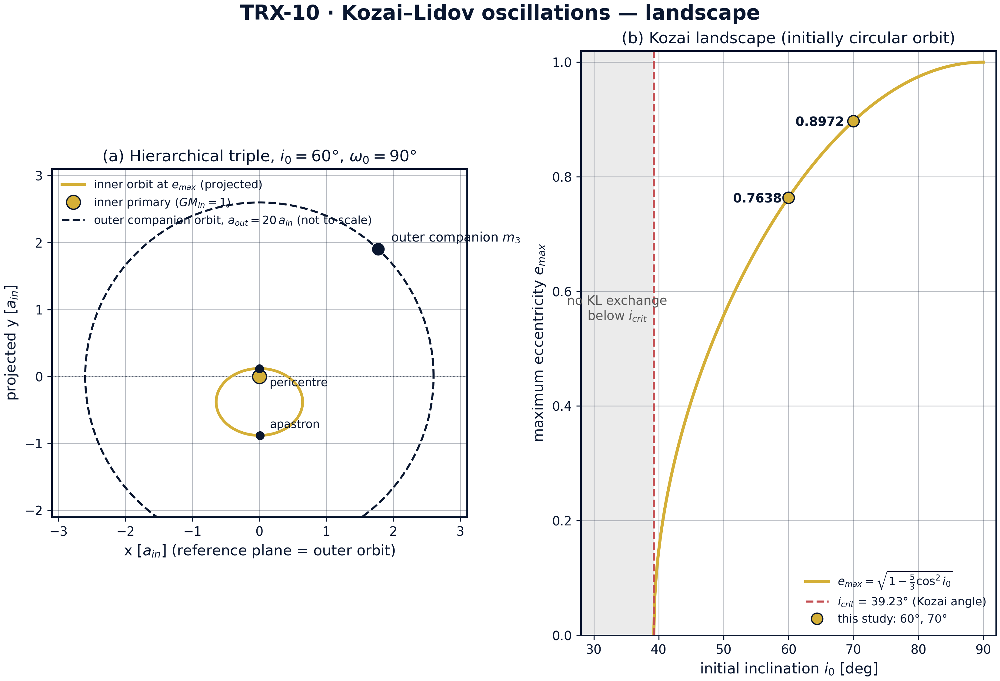 TRX-10 · Kozai–Lidov oscillations — landscape
(a) Hierarchical triple, i₀ = 60°, ω₀ = 90°
3
2
1
0
−1
−2
projected y [a_in]
inner orbit at e_max (projected)
inner primary (GM_in = 1)
outer companion orbit, a_out = 20 a_in (not to scale)
outer companion m₃
pericentre
apastron
−3 −2 −1 0 1 2 3
x [a_in] (reference plane = outer orbit)
(b) Kozai landscape (initially circular orbit)
1.0
0.8
0.6
0.4
0.2
0.0
maximum eccentricity e_max
0.8972
0.7638
no KL exchange
below i_crit
e_max = √(1 − 5/3 cos² i₀)
i_crit = 39.23° (Kozai angle)
this study: 60°, 70°
30 40 50 60 70 80 90
initial inclination i₀ [deg]